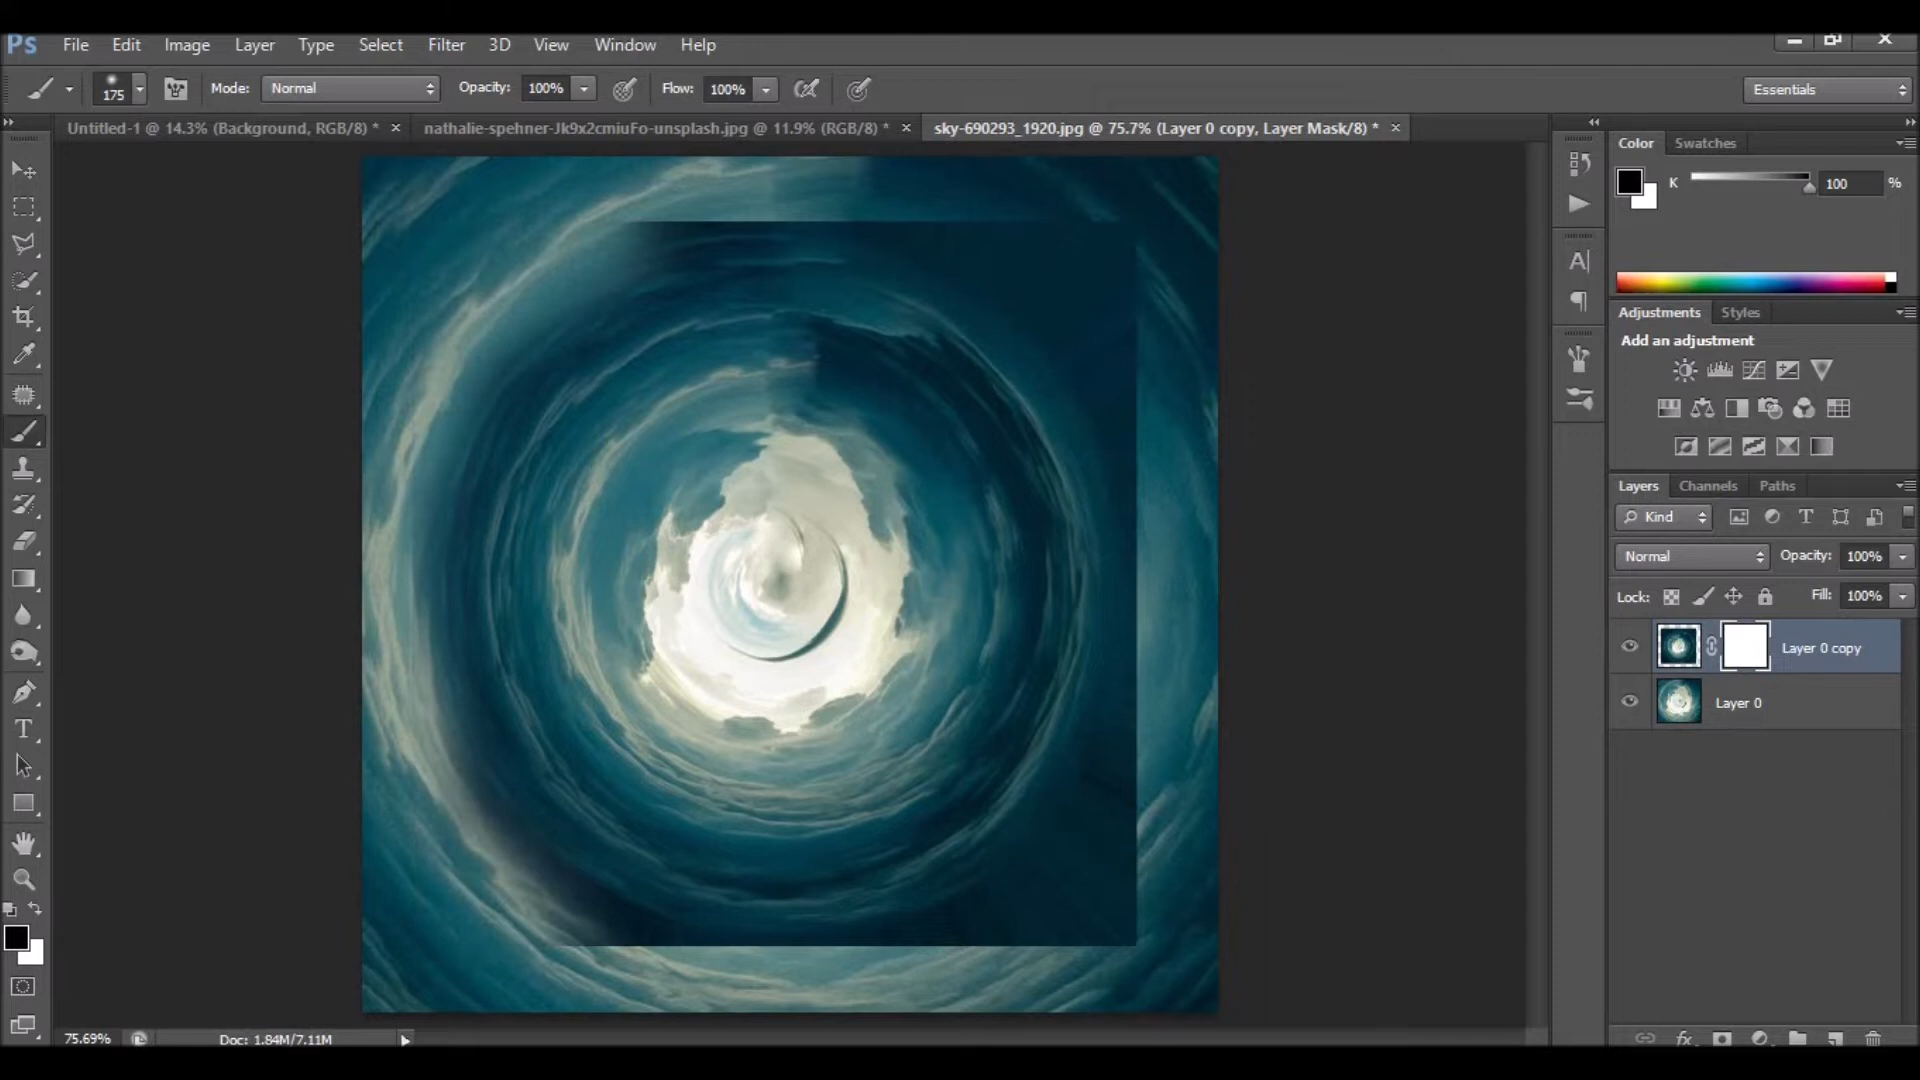 Ps File Edit Image Layer Type Select Filter 3D View Window Help
175 Mode: Normal Opacity: 100% Flow: 100% Essentials
Untitled-1 @ 14.3% (Background, RGB/8) * nathalie-spehner-Jk9x2cmiuFo-unsplash.jpg @ 11.9% (RGB/8) * sky-690293_1920.jpg @ 75.7% (Layer 0 copy, Layer Mask/8) *
Color Swatches
K 100 %
Adjustments Styles
Add an adjustment
Layers Channels Paths
Kind
Normal Opacity: 100%
Lock: Fill: 100%
Layer 0 copy
Layer 0
75.69% Doc: 1.84M/7.11M